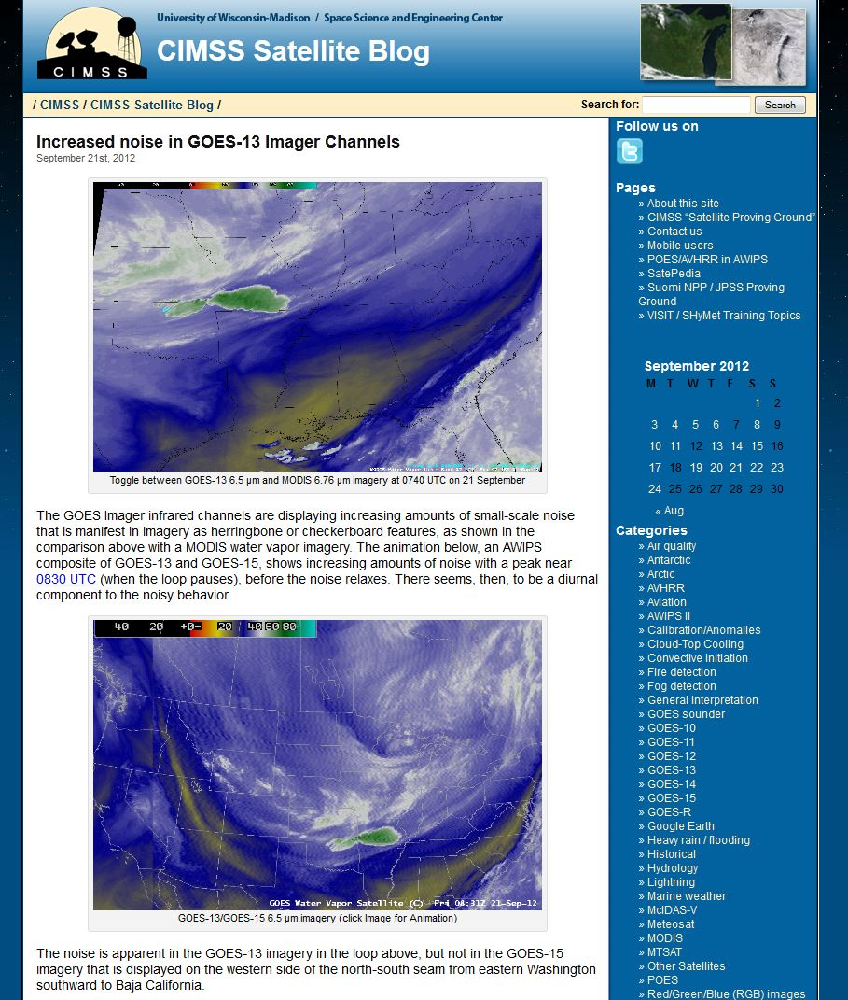 University of Wisconsin-Madison / Space Science and Engineering Center
CIMSS Satellite Blog
CIMSS
/ CIMSS / CIMSS Satellite Blog /
Search for:
Search
Increased noise in GOES-13 Imager Channels
September 21st, 2012
Toggle between GOES-13 6.5 µm and MODIS 6.76 µm imagery at 0740 UTC on 21 September
The GOES Imager infrared channels are displaying increasing amounts of small-scale noise
that is manifest in imagery as herringbone or checkerboard features, as shown in the
comparison above with a MODIS water vapor imagery. The animation below, an AWIPS
composite of GOES-13 and GOES-15, shows increasing amounts of noise with a peak near
0830 UTC (when the loop pauses), before the noise relaxes. There seems, then, to be a diurnal
component to the noisy behavior.
40 20 +0- 20 40 60 80
GOES Water Vapor Satellite (C) Fri 08:31Z 21-Sep-12
GOES-13/GOES-15 6.5 µm imagery (click Image for Animation)
The noise is apparent in the GOES-13 imagery in the loop above, but not in the GOES-15
imagery that is displayed on the western side of the north-south seam from eastern Washington
southward to Baja California.
Follow us on
Pages
» About this site
» CIMSS “Satellite Proving Ground”
» Contact us
» Mobile users
» POES/AVHRR in AWIPS
» SatePedia
» Suomi NPP / JPSS Proving
Ground
» VISIT / SHyMet Training Topics
September 2012
M T W T F S S
1 2
3 4 5 6 7 8 9
10 11 12 13 14 15 16
17 18 19 20 21 22 23
24 25 26 27 28 29 30
« Aug
Categories
» Air quality
» Antarctic
» Arctic
» AVHRR
» Aviation
» AWIPS II
» Calibration/Anomalies
» Cloud-Top Cooling
» Convective Initiation
» Fire detection
» Fog detection
» General interpretation
» GOES sounder
» GOES-10
» GOES-11
» GOES-12
» GOES-13
» GOES-14
» GOES-15
» GOES-R
» Google Earth
» Heavy rain / flooding
» Historical
» Hydrology
» Lightning
» Marine weather
» McIDAS-V
» Meteosat
» MODIS
» MTSAT
» Other Satellites
» POES
» Red/Green/Blue (RGB) images